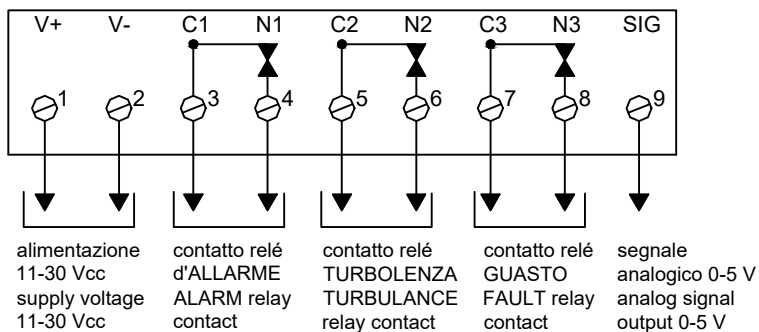 V+ V- C1 N1 C2 N2 C3 N3 SIG
1 2 3 4 5 6 7 8 9
alimentazione
11-30 Vcc
supply voltage
11-30 Vcc
contatto relé
d'ALLARME
ALARM relay
contact
contatto relé
TURBOLENZA
TURBULANCE
relay contact
contatto relé
GUASTO
FAULT relay
contact
segnale
analogico 0-5 V
analog signal
output 0-5 V